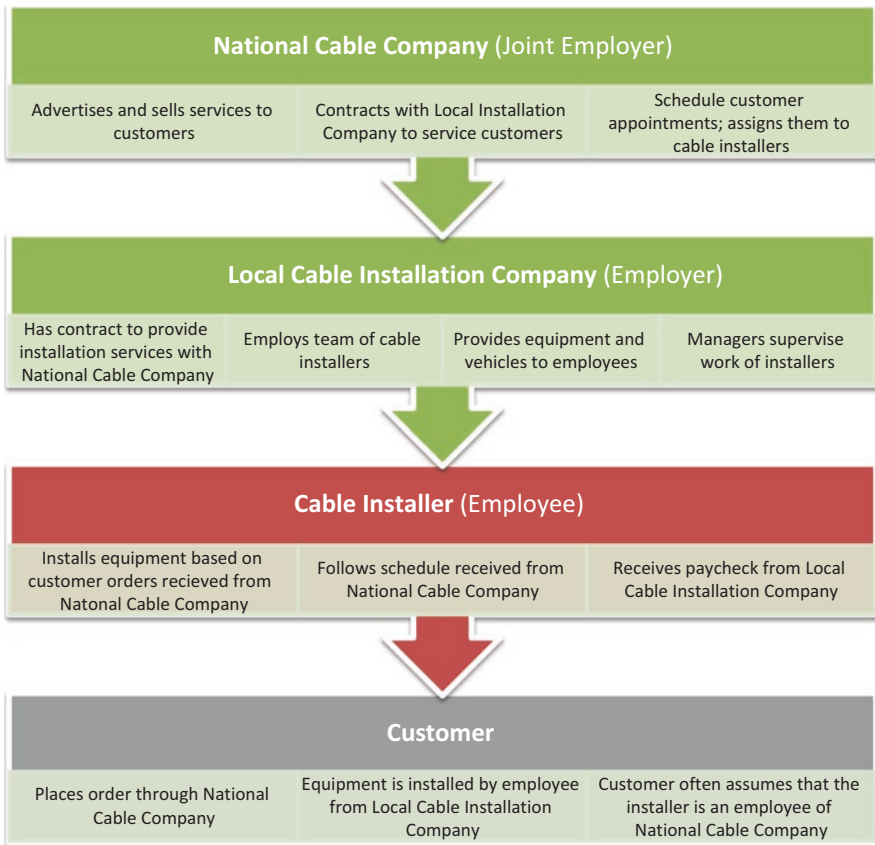 National Cable Company (Joint Employer)
Advertises and sells services to
customers
Contracts with Local Installation
Company to service customers
Schedule customer
appointments; assigns them to
cable installers
Local Cable Installation Company (Employer)
Has contract to provide
installation services with
National Cable Company
Employs team of cable
installers
Provides equipment and
vehicles to employees
Managers supervise
work of installers
Cable Installer (Employee)
Installs equipment based on
customer orders recieved from
Natonal Cable Company
Follows schedule received from
National Cable Company
Receives paycheck from Local
Cable Installation Company
Customer
Places order through National
Cable Company
Equipment is installed by employee
from Local Cable Installation
Company
Customer often assumes that the
installer is an employee of
National Cable Company